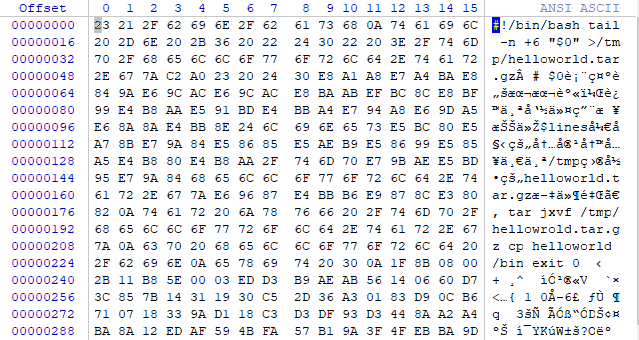 Offset 0 1 2 3 4 5 6 7 8 9 10 11 12 13 14 15 ANSI ASCII
00000000 23 21 2F 62 69 6E 2F 62 61 73 68 0A 74 61 69 6C #!/bin/bash tail
00000016 20 2D 6E 20 2B 36 20 22 24 30 22 20 3E 2F 74 6D -n +6 "$0" >/tm
00000032 70 2F 68 65 6C 6C 6F 77 6F 72 6C 64 2E 74 61 72 p/helloworld.tar
00000048 2E 67 7A C2 A0 23 20 24 30 E8 A1 A8 E7 A4 BA E8 .gzÂ # $0è¡¨ç¤ºè
00000064 84 9A E6 9C AC E6 9C AC E8 BA AB EF BC 8C E8 BF „šæœ¬æœ¬èº«ï¼Œè¿
00000080 99 E4 B8 AA E5 91 BD E4 BB A4 E7 94 A8 E6 9D A5 ™ä¸ªå‘½ä»¤ç”¨æ ¥
00000096 E6 8A 8A E4 BB 8E 24 6C 69 6E 65 73 E5 BC 80 E5 æŠŠä»Ž$lineså¼€å
00000112 A7 8B E7 9A 84 E5 86 85 E5 AE B9 E5 86 99 E5 85 §‹çš„å†…å®¹å†™å…
00000128 A5 E4 B8 80 E4 B8 AA 2F 74 6D 70 E7 9B AE E5 BD ¥ä¸€ä¸ª/tmpç›®å½
00000144 95 E7 9A 84 68 65 6C 6C 6F 77 6F 72 6C 64 2E 74 •çš„helloworld.t
00000160 61 72 2E 67 7A E6 96 87 E4 BB B6 E9 87 8C E3 80 ar.gzæ–‡ä»¶é‡Œã€
00000176 82 0A 74 61 72 20 6A 78 76 66 20 2F 74 6D 70 2F ‚ tar jxvf /tmp/
00000192 68 65 6C 6C 6F 77 72 6F 6C 64 2E 74 61 72 2E 67 hellowrold.tar.g
00000208 7A 0A 63 70 20 68 65 6C 6C 6F 77 6F 72 6C 64 20 z cp helloworld
00000224 2F 62 69 6E 0A 65 78 69 74 20 30 0A 1F 8B 08 00 /bin exit 0 ‹
00000240 2B 11 B8 5E 00 03 ED D3 B9 AE AB 56 14 06 60 D7 + ¸^ íÓ¹®«V `×
00000256 3C 85 7B 14 31 19 30 C5 2D 36 A3 01 83 D9 0C B6 <…{ 1 0Å-6£ ƒÙ ¶
00000272 71 07 18 33 9A D1 18 C3 D3 DF 93 D3 44 8A A2 A4 q 3šÑ ÃÓß“ÓDŠ¢¤
00000288 BA 8A 12 ED AF 59 4B FA 57 B1 9A 3F 4F EB BA 9D ºŠ í¯YKúW±š?Oëº